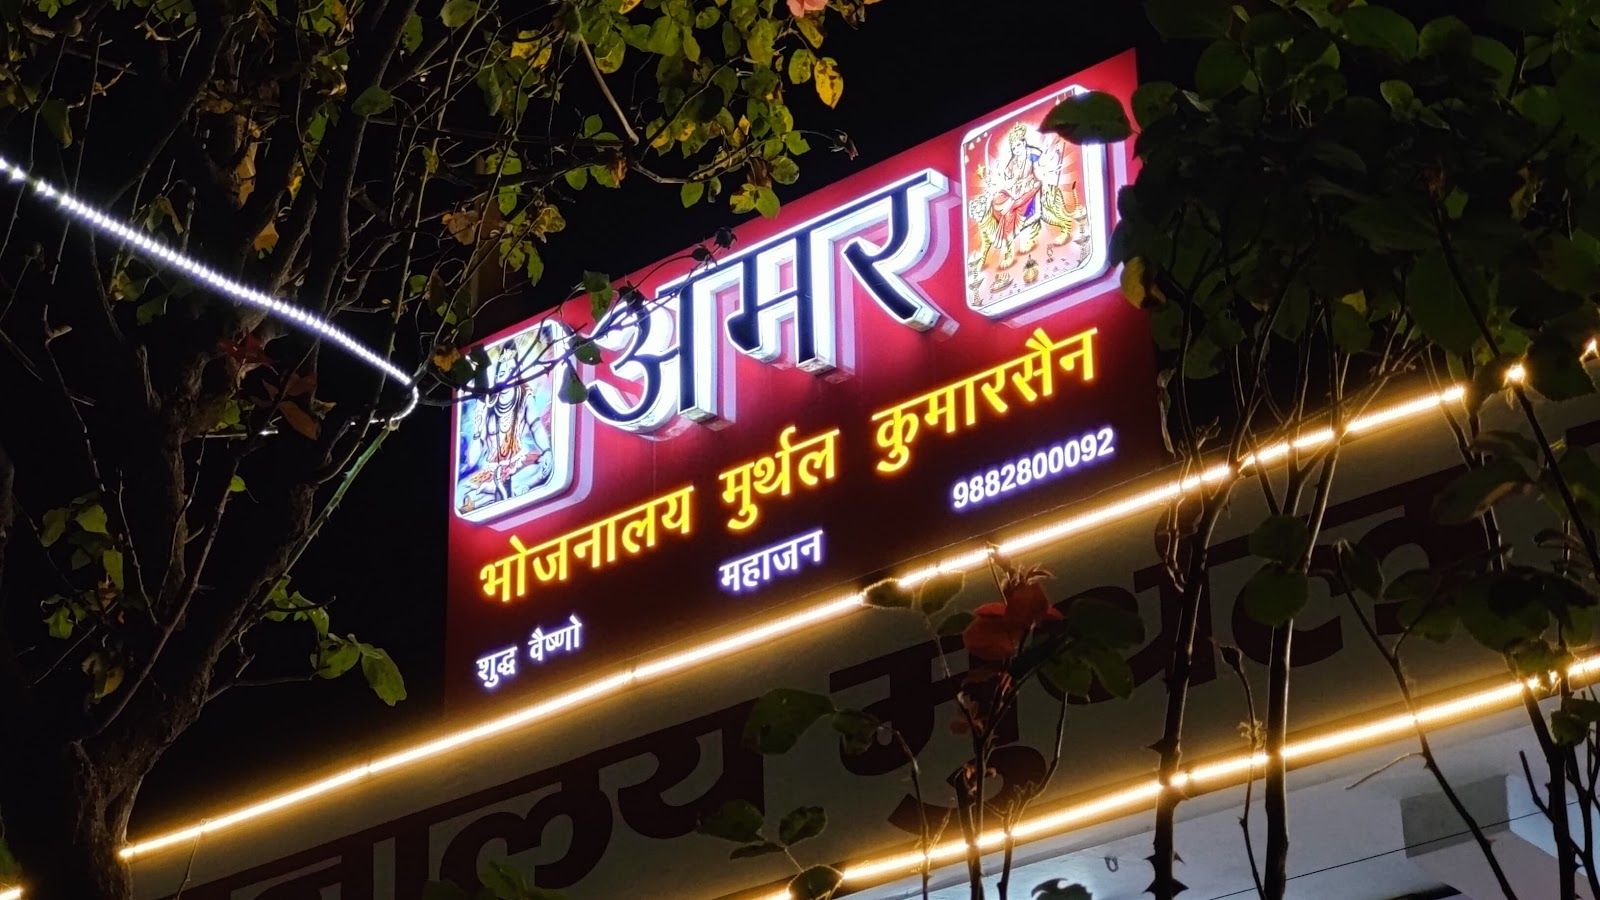 अमर
भोजनालय मुर्थल कुमारसैन
9882800092
महाजन
शुद्ध वैष्णो